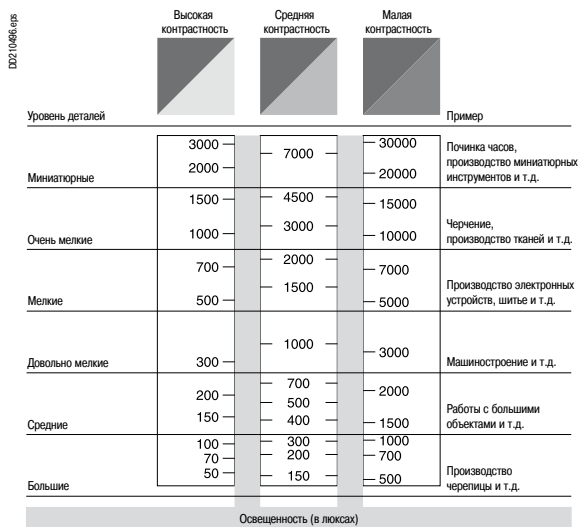 DD210496.eps
Высокая контрастность
Средняя контрастность
Малая контрастность
Уровень деталей
Пример
3000
2000
7000
30000
20000
Миниатюрные
Починка часов,
производство миниатюрных
инструментов и т.д.
1500
1000
4500
3000
15000
10000
Очень мелкие
Черчение,
производство тканей и т.д.
700
500
2000
1500
7000
5000
Мелкие
Производство электронных
устройств, шитье и т.д.
300
1000
3000
Довольно мелкие
Машиностроение и т.д.
200
150
700
500
400
2000
1500
Средние
Работы с большими
объектами и т.д.
100
70
50
300
200
150
1000
700
500
Большие
Производство
черепицы и т.д.
Освещенность (в люксах)